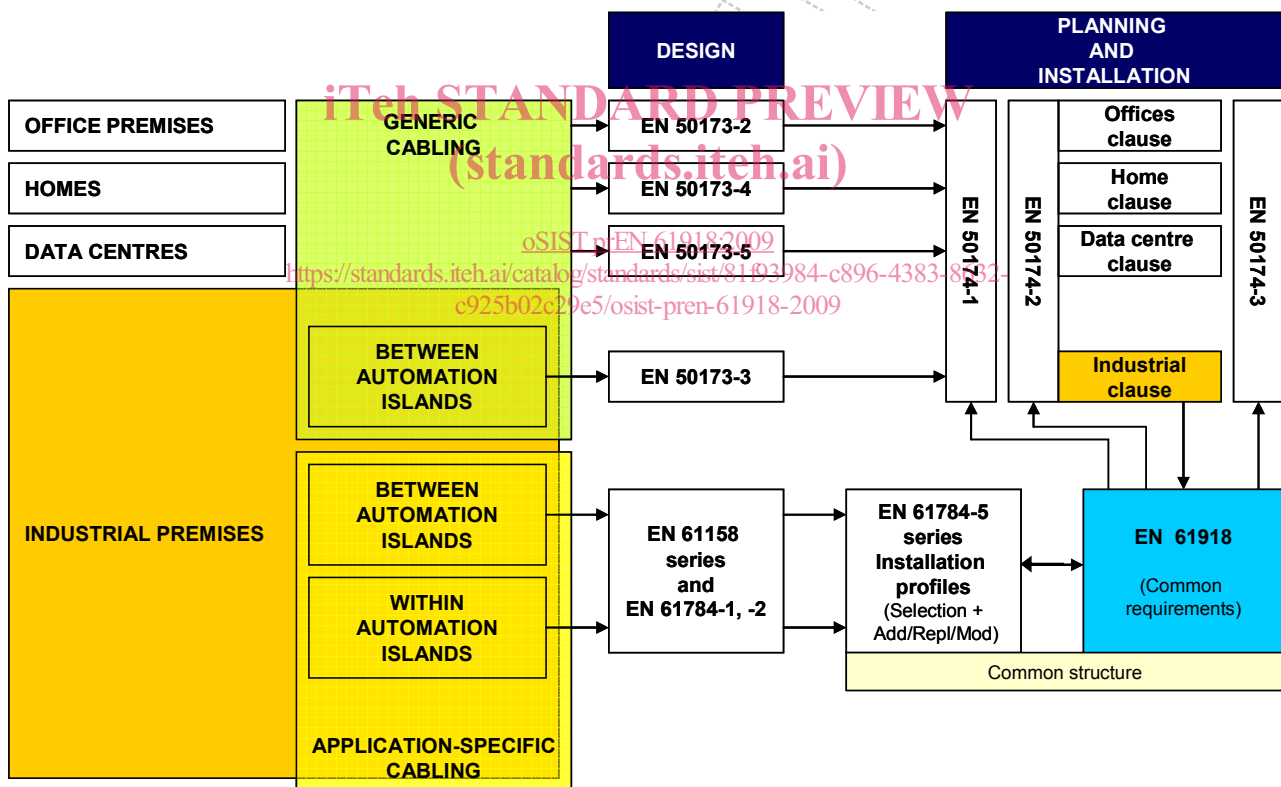 DESIGN
PLANNING
AND
INSTALLATION
iTeh STANDARD PREVIEW
(standards.iteh.ai)
oSIST prEN 61918:2009
https://standards.iteh.ai/catalog/standards/sist/81f93984-c896-4383-8632-
c925b02c29e5/osist-pren-61918-2009
OFFICE PREMISES
HOMES
DATA CENTRES
INDUSTRIAL PREMISES
GENERIC
CABLING
BETWEEN
AUTOMATION
ISLANDS
BETWEEN
AUTOMATION
ISLANDS
WITHIN
AUTOMATION
ISLANDS
APPLICATION-SPECIFIC
CABLING
EN 50173-2
EN 50173-4
EN 50173-5
EN 50173-3
EN 61158
series
and
EN 61784-1, -2
EN 50174-1
EN 50174-2
Offices
clause
Home
clause
Data centre
clause
Industrial
clause
EN 50174-3
EN 61784-5
series
Installation
profiles
(Selection +
Add/Repl/Mod)
EN 61918
(Common
requirements)
Common structure